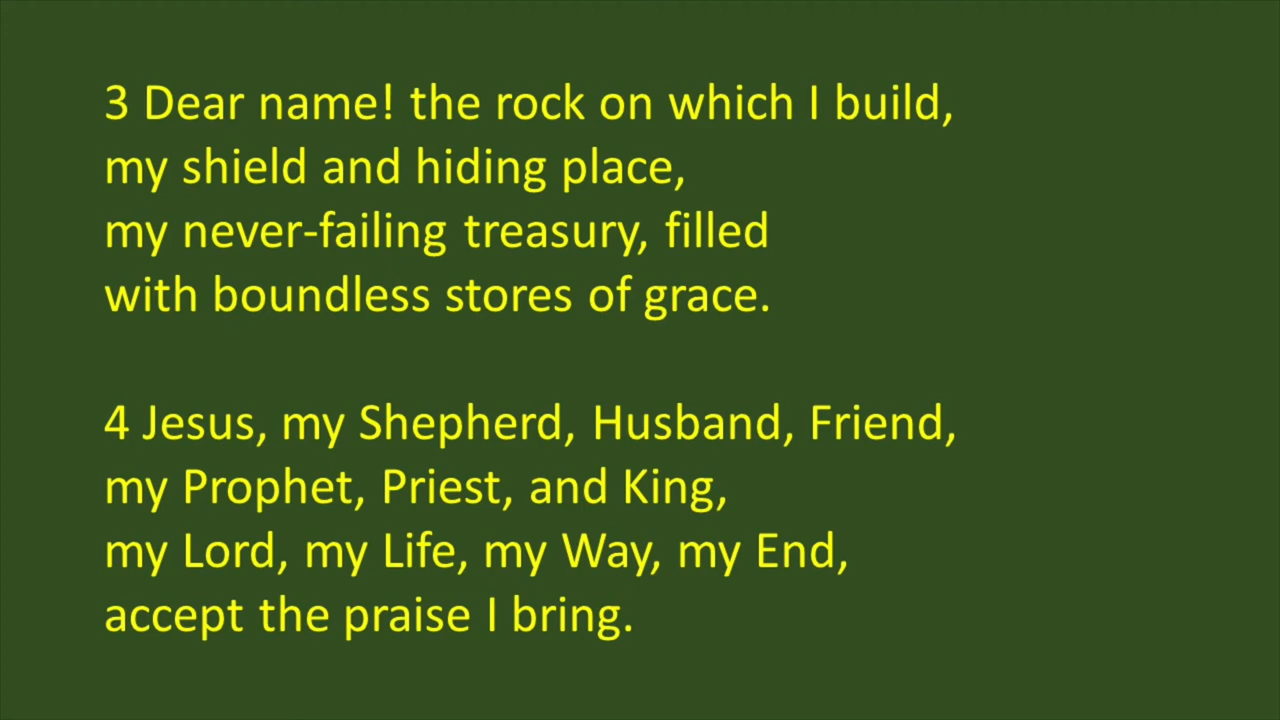 3 Dear name! the rock on which I build,
my shield and hiding place,
my never-failing treasury, filled
with boundless stores of grace.
4 Jesus, my Shepherd, Husband, Friend,
my Prophet, Priest, and King,
my Lord, my Life, my Way, my End,
accept the praise I bring.